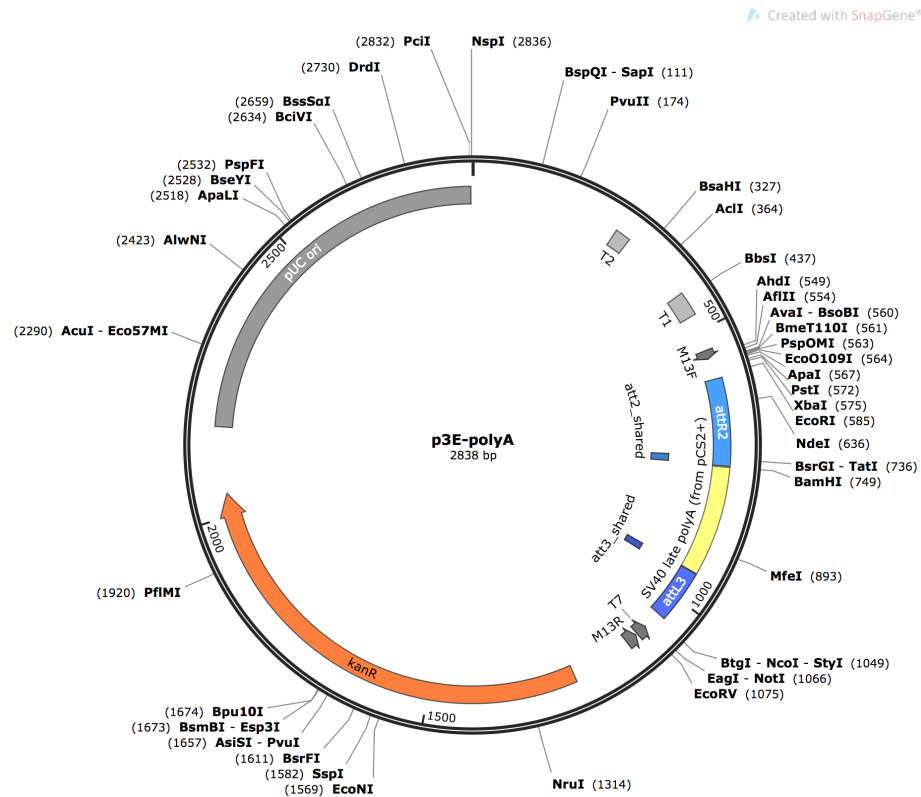 Created with SnapGene®
(2832) PciI
NspI (2836)
(2730) DrdI
BspQI - SapI (111)
(2659) BssSαI
PvuII (174)
(2634) BciVI
(2532) PspFI
(2528) BseYI
(2518) ApaLI
BsaHI (327)
AclI (364)
(2423) AlwNI
BbsI (437)
AhdI (549)
AflII (554)
AvaI - BsoBI (560)
BmeT110I (561)
PspOMI (563)
EcoO109I (564)
ApaI (567)
PstI (572)
XbaI (575)
EcoRI (585)
NdeI (636)
BsrGI - TatI (736)
BamHI (749)
(2290) AcuI - Eco57MI
2500
pUC ori
T2
T1
500
M13F
attR2
att2_shared
p3E-polyA
2838 bp
SV40 late polyA (from pCS2+)
att3_shared
attL3
1000
T7
M13R
2000
MfeI (893)
(1920) PflMI
BtgI - NcoI - StyI (1049)
EagI - NotI (1066)
EcoRV (1075)
kanR
1500
(1674) Bpu10I
(1673) BsmBI - Esp3I
(1657) AsiSI - PvuI
(1611) BsrFI
(1582) SspI
(1569) EcoNI
NruI (1314)